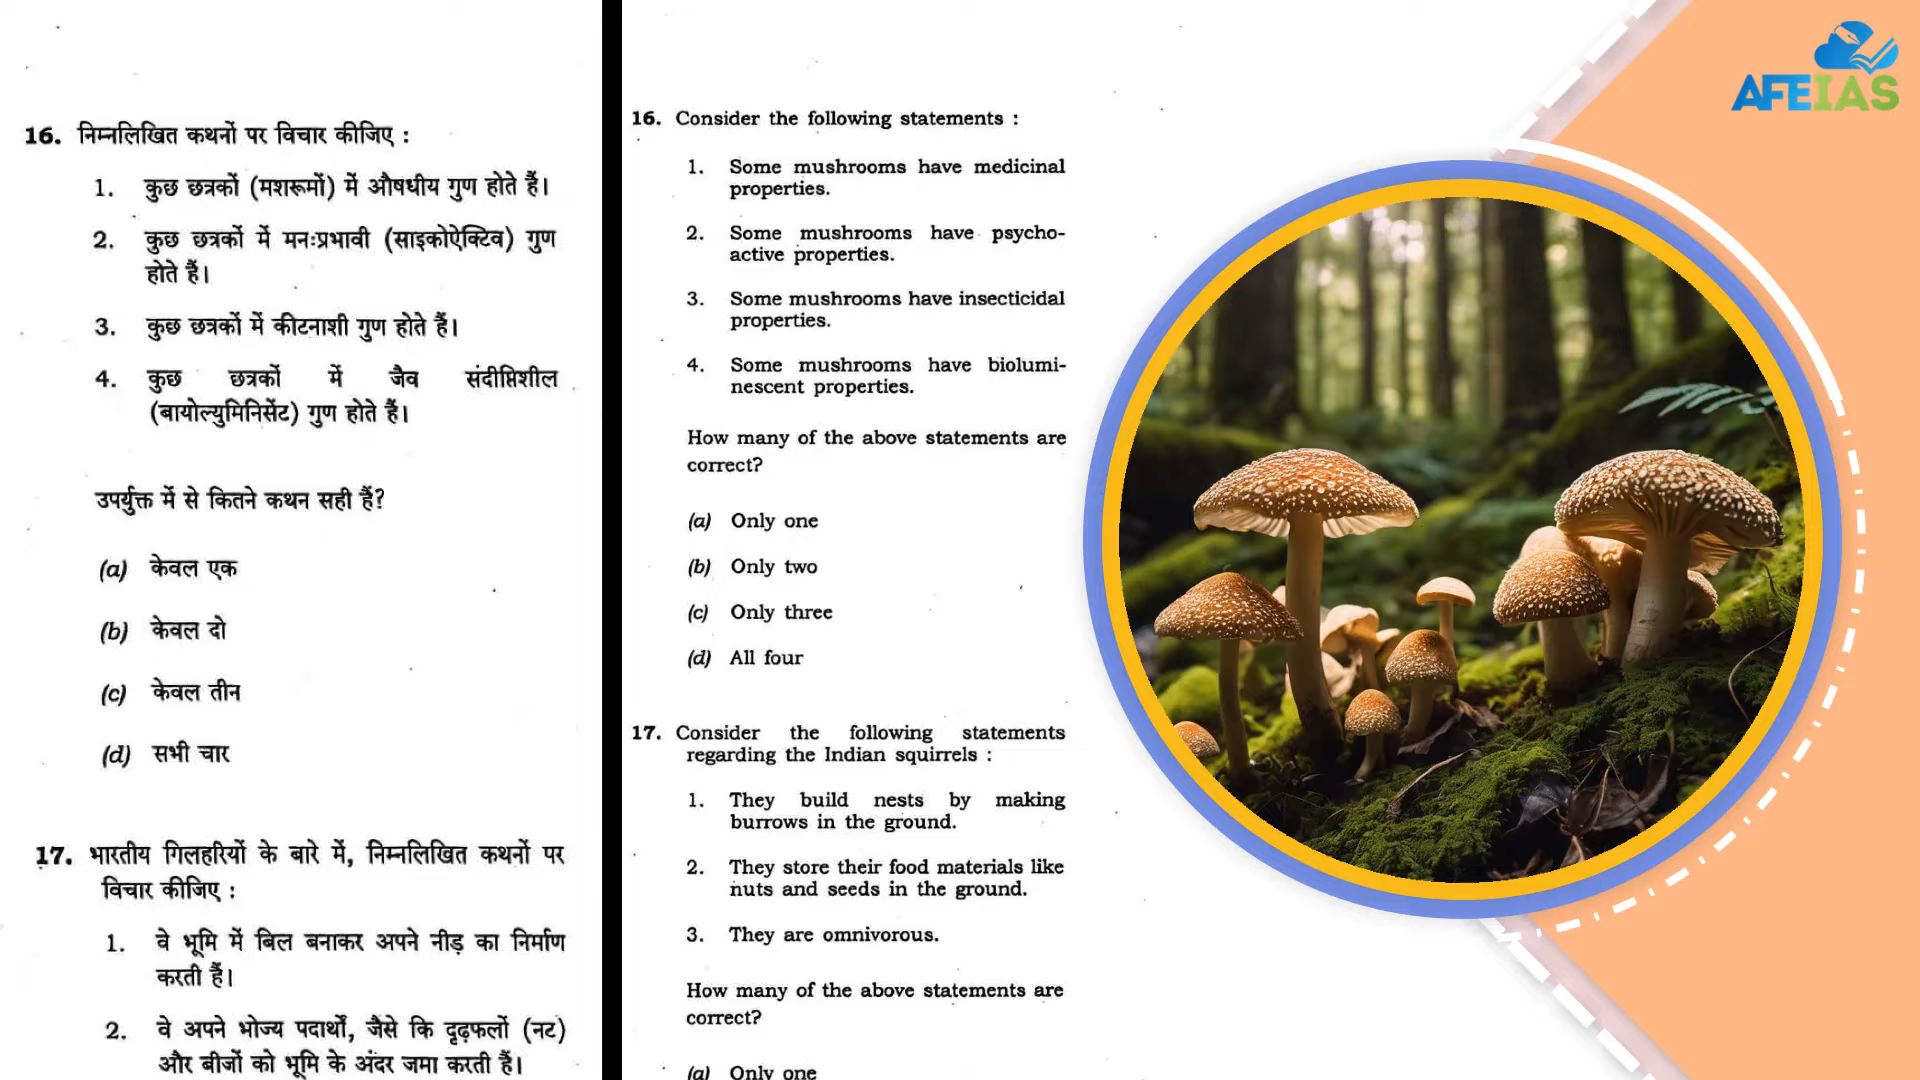 16. निम्नलिखित कथनों पर विचार कीजिए :
1. कुछ छत्रकों (मशरूमों) में औषधीय गुण होते हैं।
2. कुछ छत्रकों में मनःप्रभावी (साइकोऐक्टिव) गुण
होते हैं।
3. कुछ छत्रकों में कीटनाशी गुण होते हैं।
4. कुछ छत्रकों में जैव संदीप्तिशील
(बायोल्युमिनिसेंट) गुण होते हैं।
उपर्युक्त में से कितने कथन सही हैं?
(a) केवल एक
(b) केवल दो
(c) केवल तीन
(d) सभी चार
17. भारतीय गिलहरियों के बारे में, निम्नलिखित कथनों पर
विचार कीजिए :
1. वे भूमि में बिल बनाकर अपने नीड़ का निर्माण
करती हैं।
2. वे अपने भोज्य पदार्थों, जैसे कि दृढ़फलों (नट)
और बीजों को भूमि के अंदर जमा करती हैं।
16. Consider the following statements :
1. Some mushrooms have medicinal
properties.
2. Some mushrooms have psycho-
active properties.
3. Some mushrooms have insecticidal
properties.
4. Some mushrooms have biolumi-
nescent properties.
How many of the above statements are
correct?
(a) Only one
(b) Only two
(c) Only three
(d) All four
17. Consider the following statements
regarding the Indian squirrels :
1. They build nests by making
burrows in the ground.
2. They store their food materials like
nuts and seeds in the ground.
3. They are omnivorous.
How many of the above statements are
correct?
(a) Only one
AFEIAS